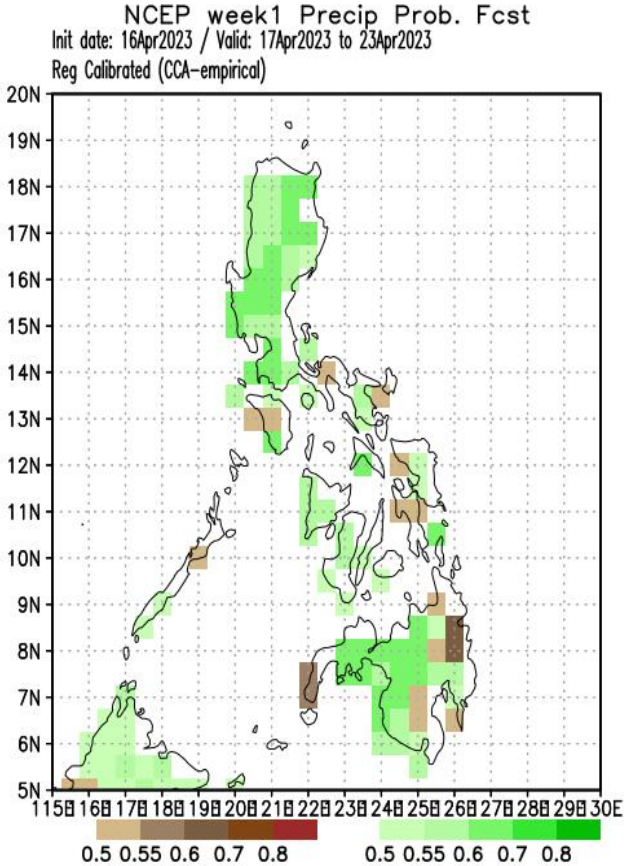 NCEP week1 Precip Prob. Fcst
Init date: 16Apr2023 / Valid: 17Apr2023 to 23Apr2023
Reg Calibrated (CCA-empirical)
20N
19N
18N
17N
16N
15N
14N
13N
12N
11N
10N
9N
8N
7N
6N
5N
115E 116E 117E 118E 119E 120E 121E 122E 123E 124E 125E 126E 127E 128E 129E 130E
0.5 0.55 0.6 0.7 0.8 0.5 0.55 0.6 0.7 0.8